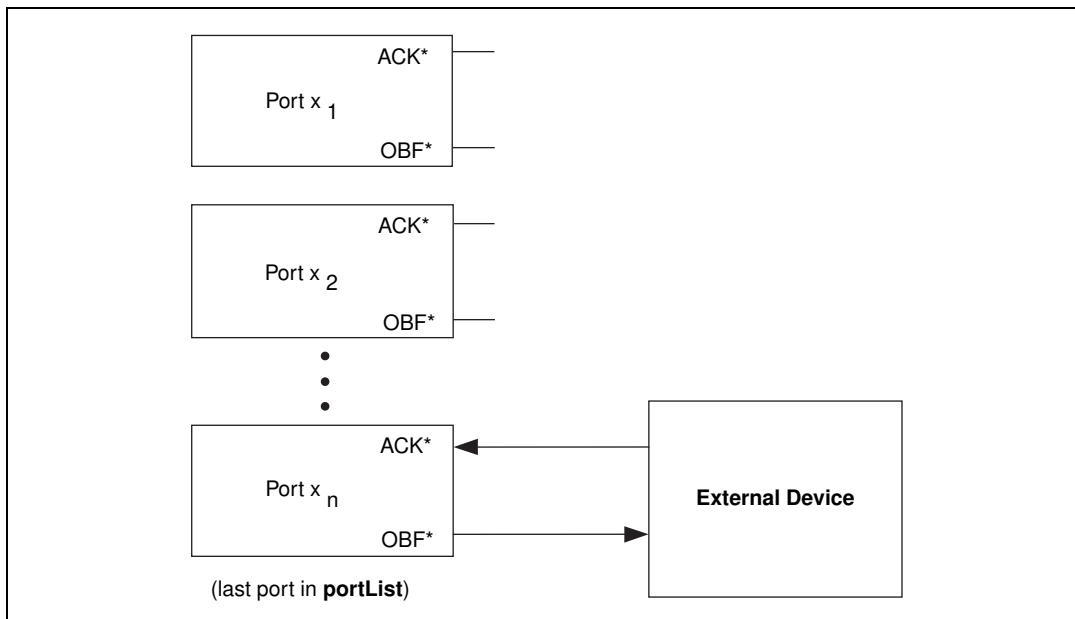 ACK*
Port x 1
OBF*
ACK*
Port x 2
OBF*
ACK*
Port x n
OBF*
External Device
(last port in portList)